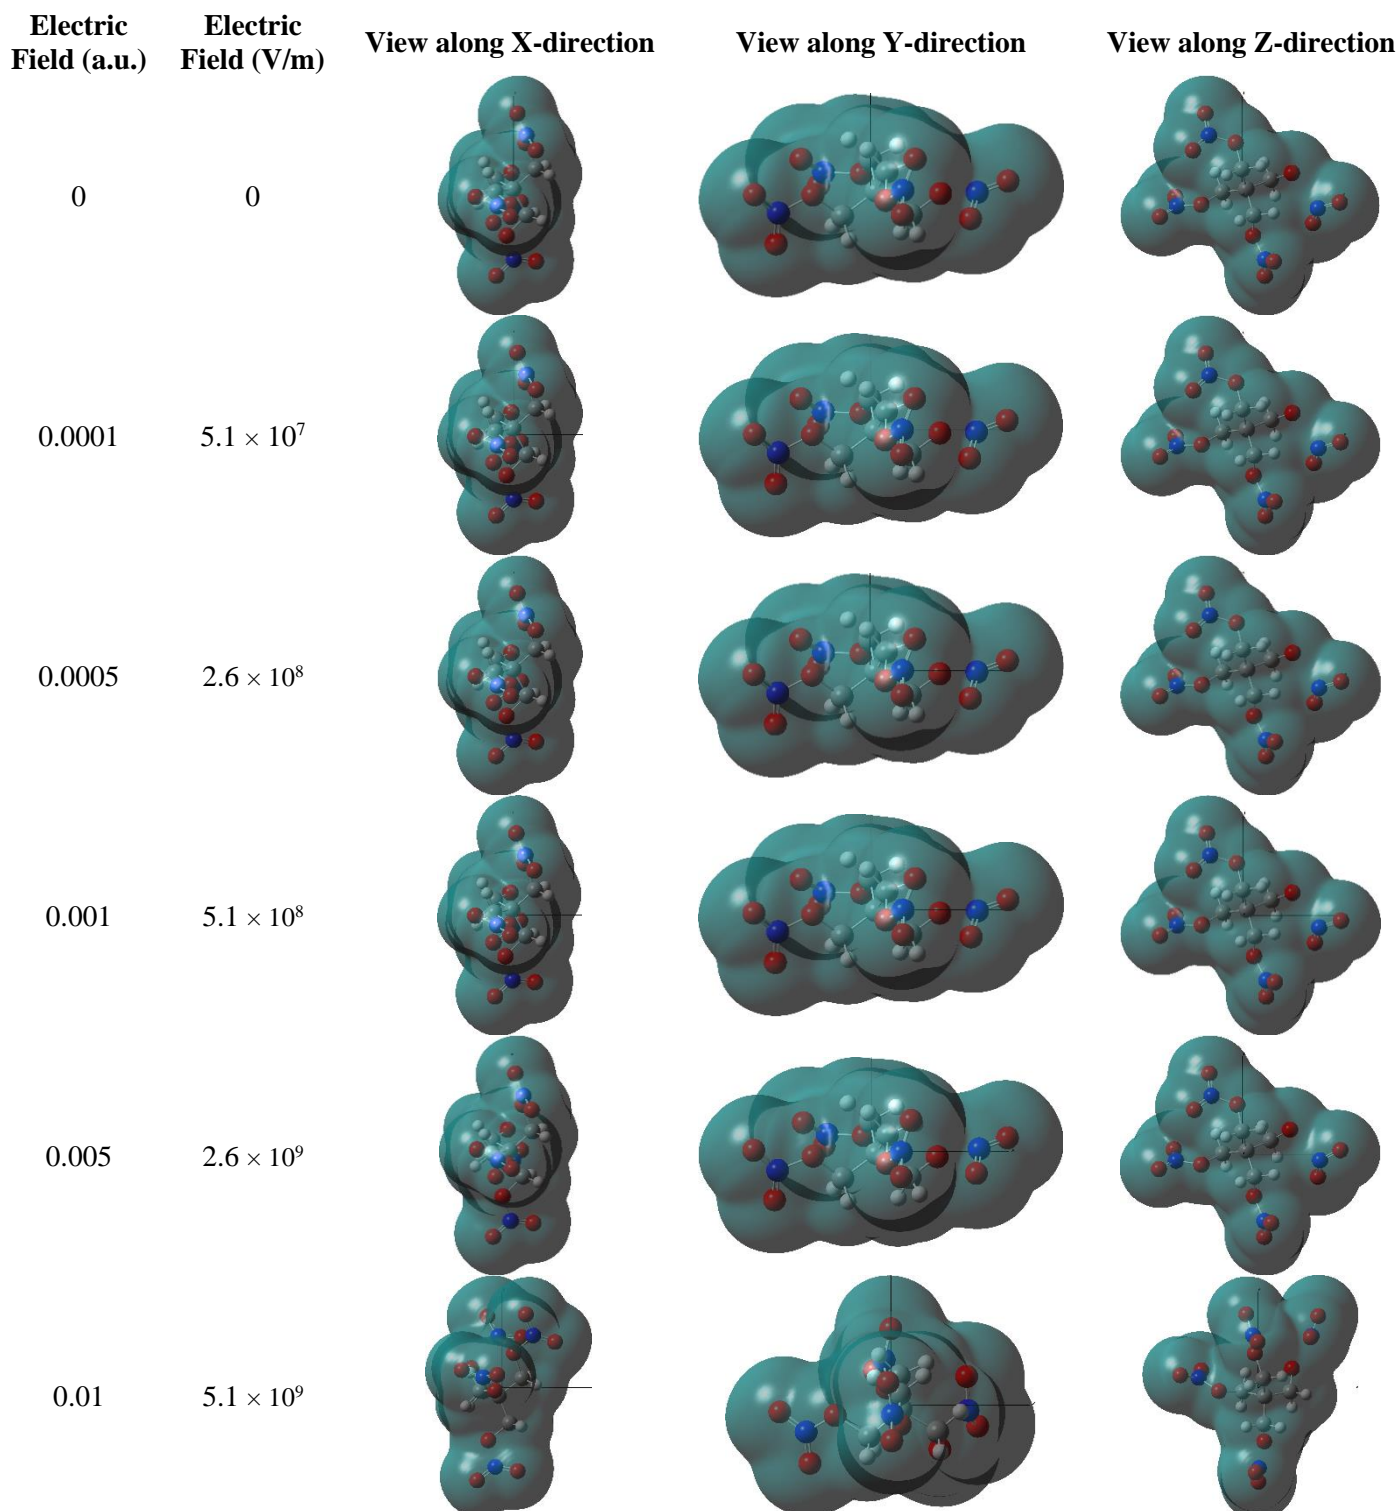 Electric Field (a.u.) Electric Field (V/m) View along X-direction View along Y-direction View along Z-direction
0 0
0.0001 5.1 × 10⁷
0.0005 2.6 × 10⁸
0.001 5.1 × 10⁸
0.005 2.6 × 10⁹
0.01 5.1 × 10⁹